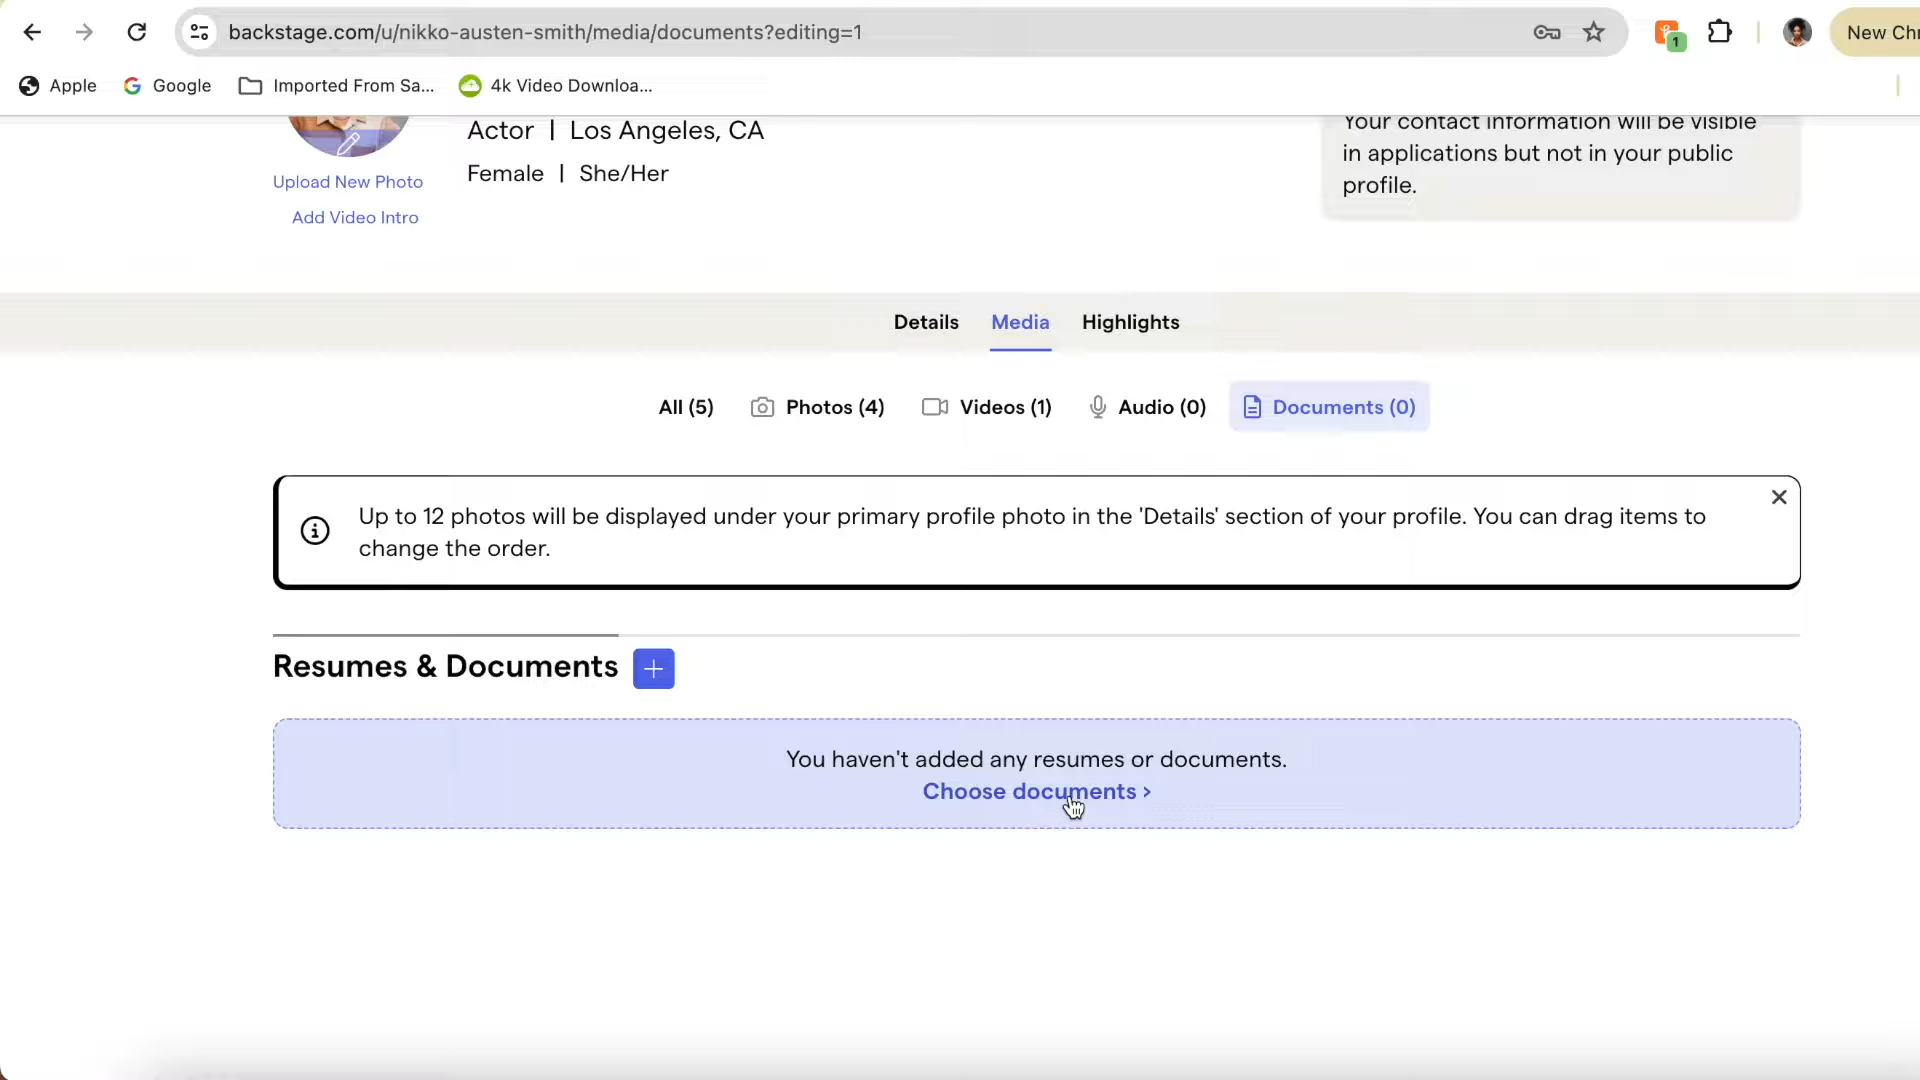 backstage.com/u/nikko-austen-smith/media/documents?editing=1
1
New Chr
Apple
Google
Imported From Sa...
4k Video Downloa...
Actor | Los Angeles, CA
Female | She/Her
Upload New Photo
Add Video Intro
Your contact information will be visible
in applications but not in your public
profile.
Details
Media
Highlights
All (5)
Photos (4)
Videos (1)
Audio (0)
Documents (0)
Up to 12 photos will be displayed under your primary profile photo in the 'Details' section of your profile. You can drag items to
change the order.
Resumes & Documents
You haven't added any resumes or documents.
Choose documents ›